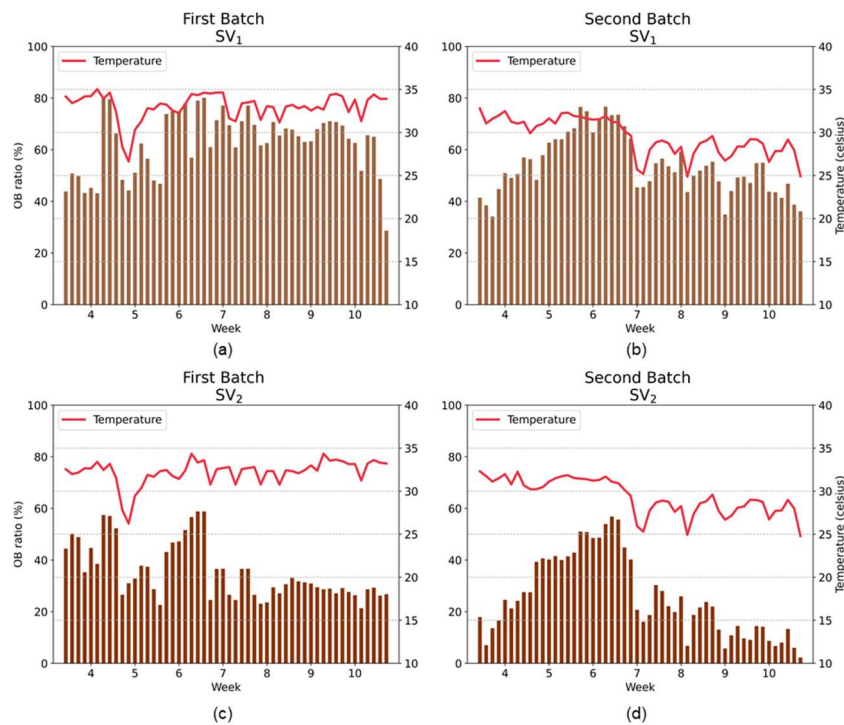 First Batch
SV₁
Second Batch
SV₁
Temperature
Temperature
OB ratio (%)
Temperature (celsius)
100
80
60
40
20
0
40
35
30
25
20
15
10
100
80
60
40
20
0
40
35
30
25
20
15
10
4 5 6 7 8 9 10
4 5 6 7 8 9 10
Week
Week
(a)
(b)
First Batch
SV₂
Second Batch
SV₂
Temperature
Temperature
OB ratio (%)
Temperature (celsius)
100
80
60
40
20
0
40
35
30
25
20
15
10
100
80
60
40
20
0
40
35
30
25
20
15
10
4 5 6 7 8 9 10
4 5 6 7 8 9 10
Week
Week
(c)
(d)